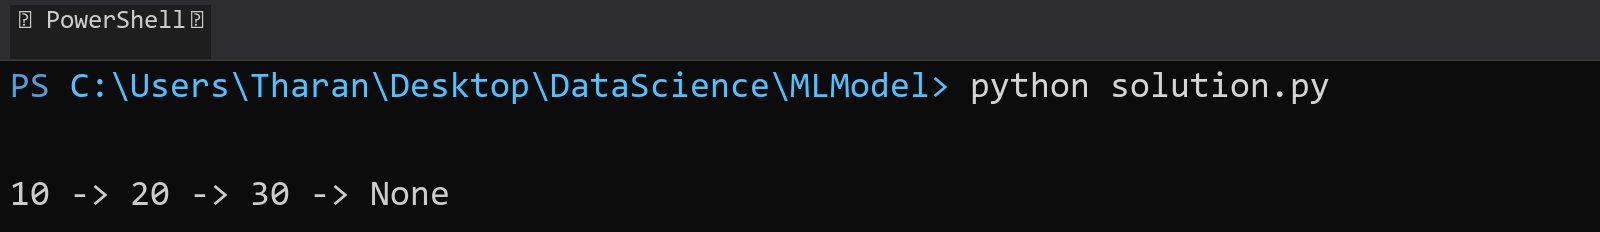 PowerShell
PS C:\Users\Tharan\Desktop\DataScience\MLModel> python solution.py
10 -> 20 -> 30 -> None